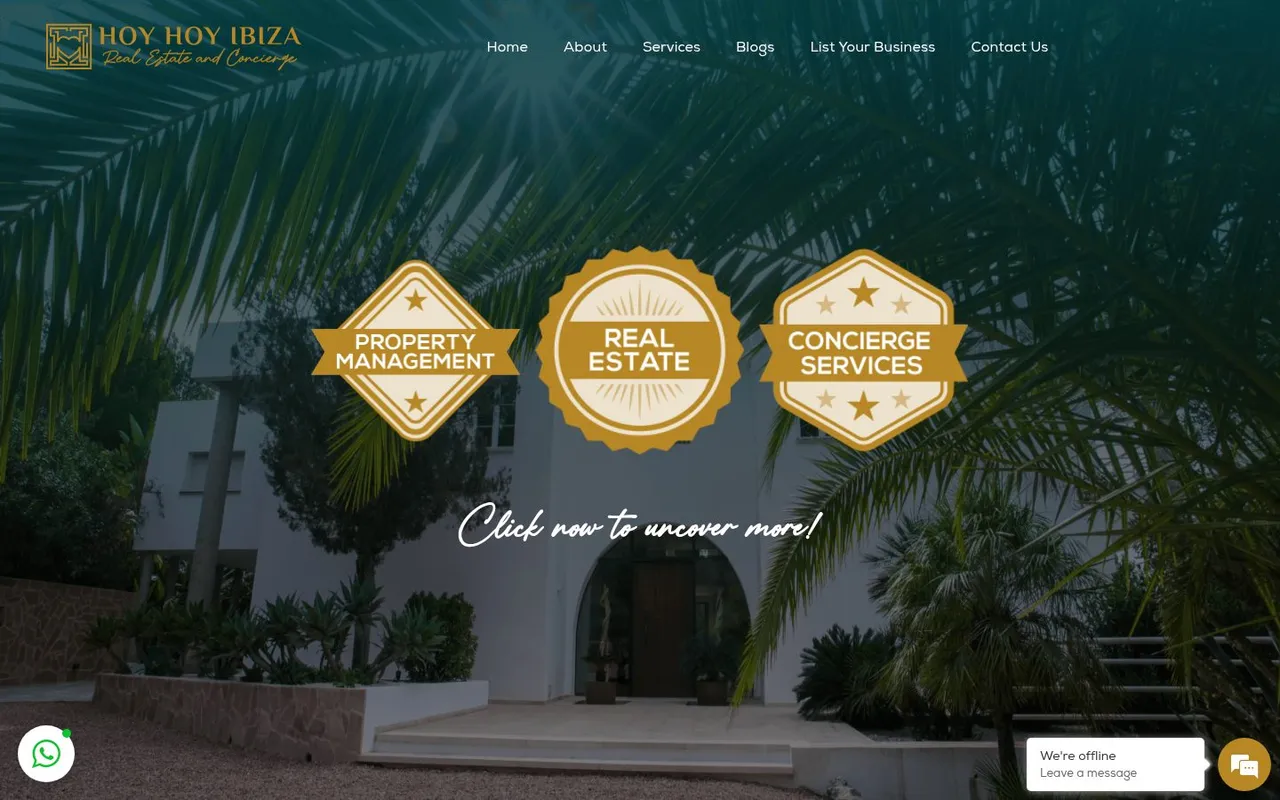 HOY HOY IBIZA
Real Estate and Concierge
Home
About
Services
Blogs
List Your Business
Contact Us
PROPERTY
MANAGEMENT
REAL
ESTATE
CONCIERGE
SERVICES
Click now to uncover more!
We're offline
Leave a message